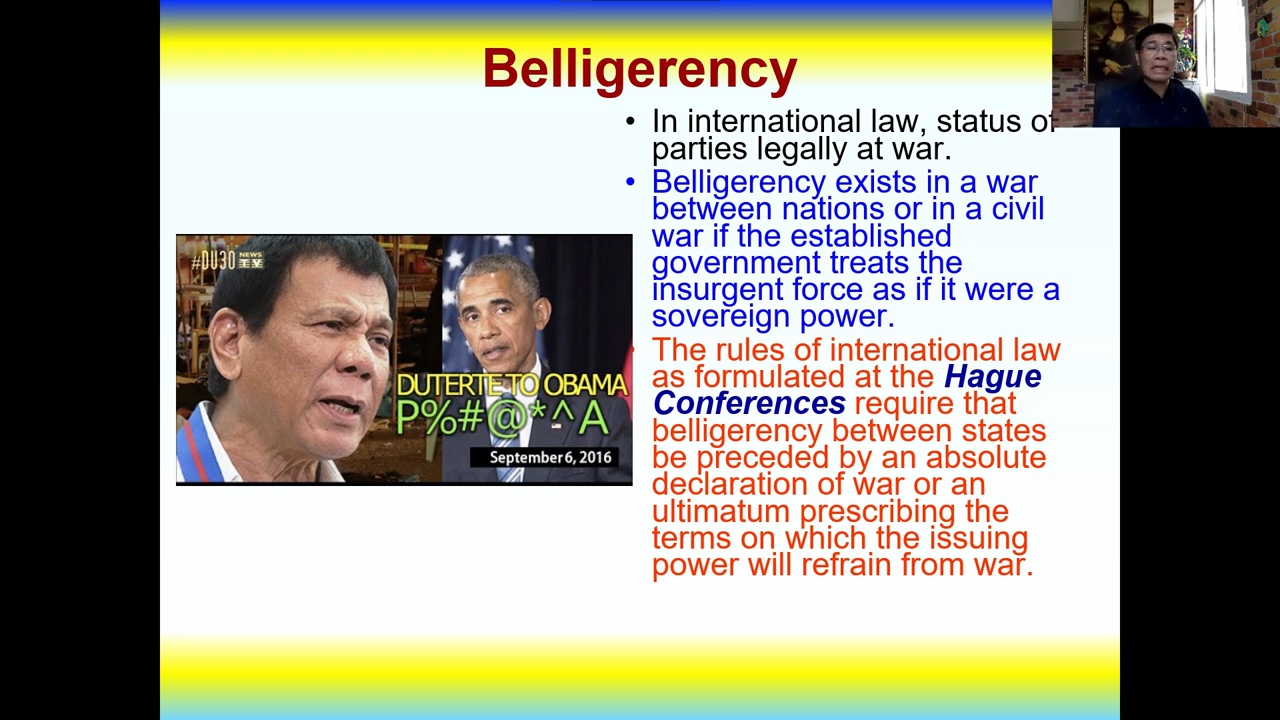 Belligerency
• In international law, status of
parties legally at war.
• Belligerency exists in a war
between nations or in a civil
war if the established
government treats the
insurgent force as if it were a
sovereign power.
• The rules of international law
as formulated at the Hague
Conferences require that
belligerency between states
be preceded by an absolute
declaration of war or an
ultimatum prescribing the
terms on which the issuing
power will refrain from war.
#DU30 NEWS
DUTERTE TO OBAMA
P%#@*^A
September 6, 2016